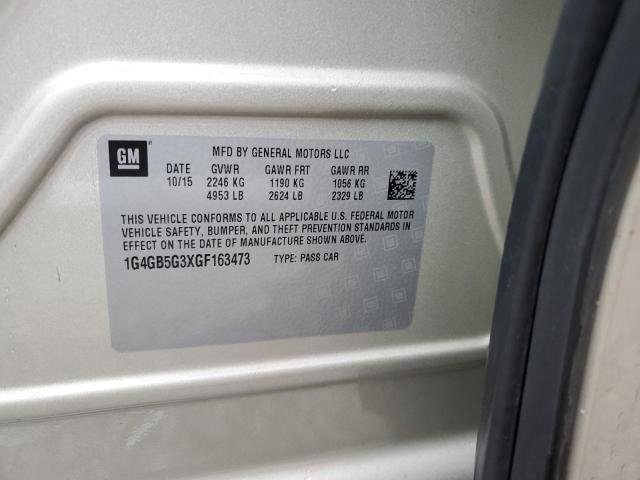 GM
MFD BY GENERAL MOTORS LLC
DATE GVWR GAWR FRT GAWR RR
10/15 2246 KG 1190 KG 1056 KG
4953 LB 2624 LB 2329 LB
THIS VEHICLE CONFORMS TO ALL APPLICABLE U.S. FEDERAL MOTOR
VEHICLE SAFETY, BUMPER, AND THEFT PREVENTION STANDARDS IN
EFFECT ON THE DATE OF MANUFACTURE SHOWN ABOVE.
1G4GB5G3XGF163473 TYPE: PASS CAR